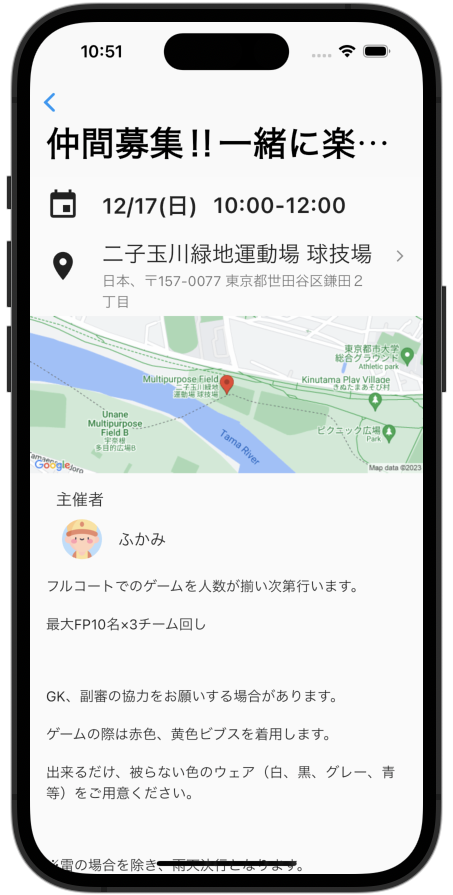 10:51
仲間募集!!一緒に楽…
12/17(日) 10:00-12:00
二子玉川緑地運動場 球技場
日本、〒157-0077 東京都世田谷区鎌田２
丁目
東京都市大学
総合グラウンド
Athletic park
Multipurpose Field
二子玉川緑地
運動場 球技場
Kinutama Play Village
きぬたまあそび村
Unane
Multipurpose
Field B
宇奈根
多目的広場B
ピクニック広場
Park
Tama River
Google
Map data ©2023
主催者
ふかみ
フルコートでのゲームを人数が揃い次第行います。
最大FP10名×3チーム回し
GK、副審の協力をお願いする場合があります。
ゲームの際は赤色、黄色ビブスを着用します。
出来るだけ、被らない色のウェア（白、黒、グレー、青
等）をご用意ください。
※雷の場合を除き、雨天決行となります。